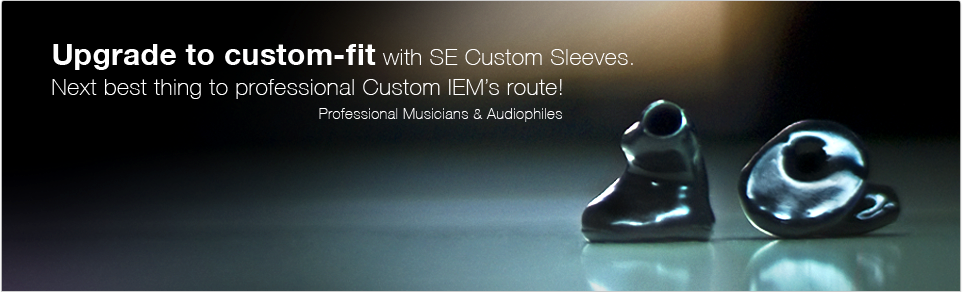 Upgrade to custom-fit with SE Custom Sleeves.
Next best thing to professional Custom IEM's route!
Professional Musicians & Audiophiles